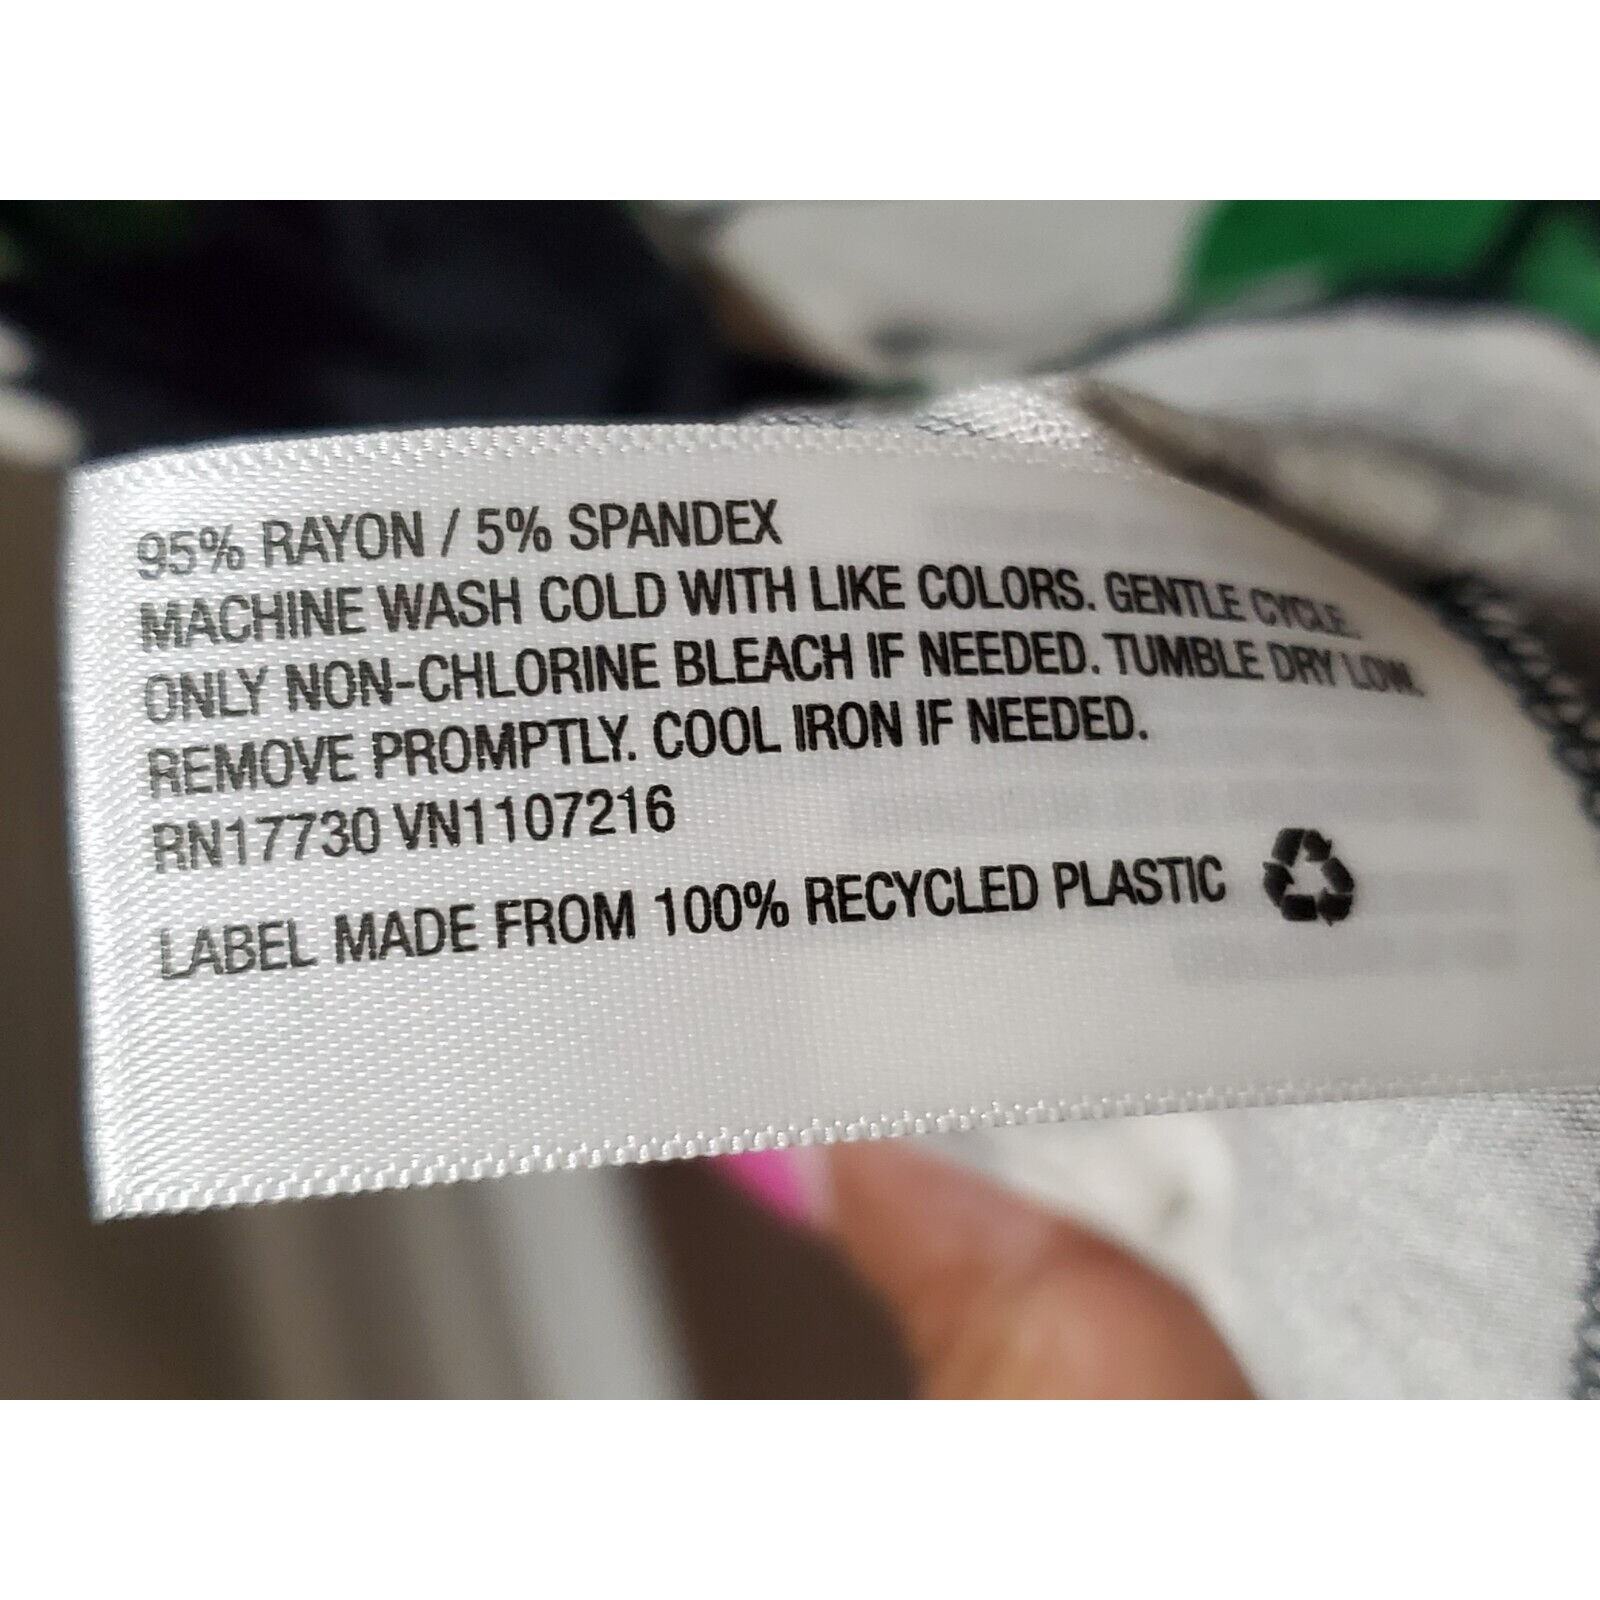 95% RAYON / 5% SPANDEX
MACHINE WASH COLD WITH LIKE COLORS. GENTLE CYCLE.
ONLY NON-CHLORINE BLEACH IF NEEDED. TUMBLE DRY LOW.
REMOVE PROMPTLY. COOL IRON IF NEEDED.
RN17730 VN1107216
LABEL MADE FROM 100% RECYCLED PLASTIC